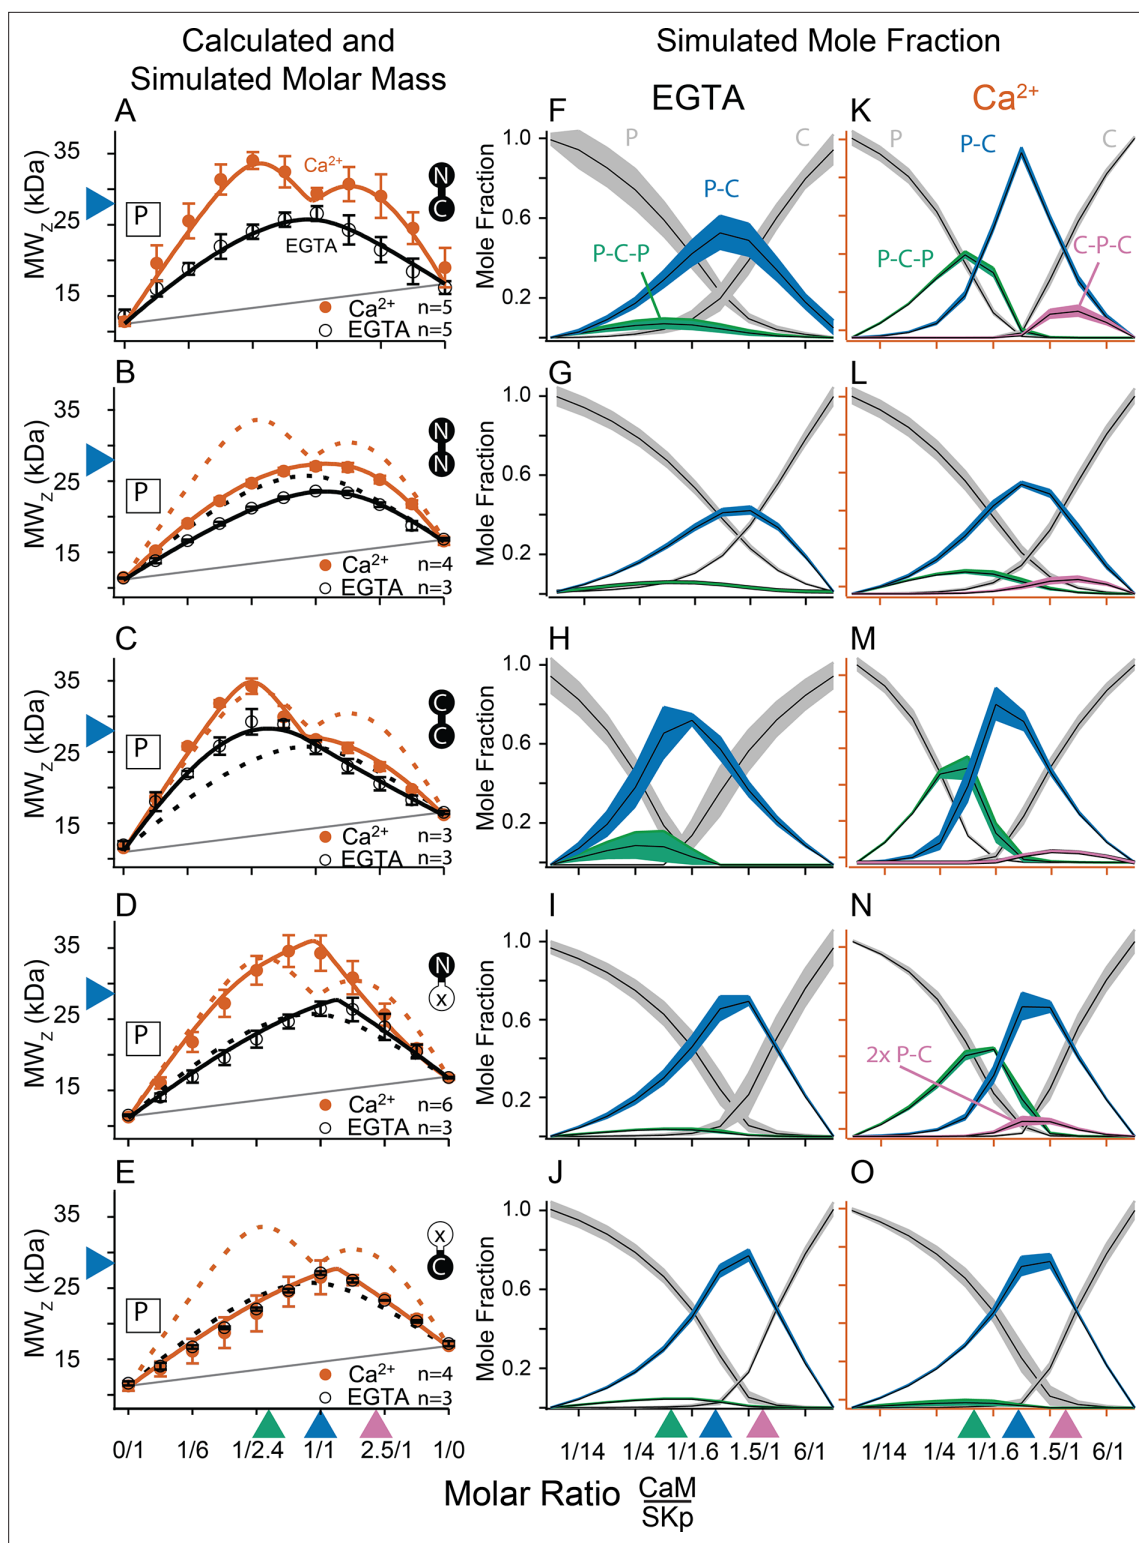 Calculated and
Simulated Molar Mass
Simulated Mole Fraction
EGTA
Ca²⁺
A
MW_Z (kDa)
35
25
15
P
Ca²⁺
EGTA
N
C
Ca²⁺ n=5
EGTA n=5
F
Mole Fraction
1.0
0.6
0.2
P
C
P-C
P-C-P
K
P
P-C
C
P-C-P
C-P-C
B
MW_Z (kDa)
35
25
15
P
N
N
Ca²⁺ n=4
EGTA n=3
G
Mole Fraction
1.0
0.6
0.2
L
C
MW_Z (kDa)
35
25
15
P
C
C
Ca²⁺ n=3
EGTA n=3
H
Mole Fraction
1.0
0.6
0.2
M
D
MW_Z (kDa)
35
25
15
P
N
x
Ca²⁺ n=6
EGTA n=3
I
Mole Fraction
1.0
0.6
0.2
N
2x P-C
E
MW_Z (kDa)
35
25
15
P
x
C
Ca²⁺ n=4
EGTA n=3
J
Mole Fraction
1.0
0.6
0.2
O
0/1 1/6 1/2.4 1/1 2.5/1 1/0
1/14 1/4 1/1.6 1.5/1 6/1
1/14 1/4 1/1.6 1.5/1 6/1
Molar Ratio CaM
SKp